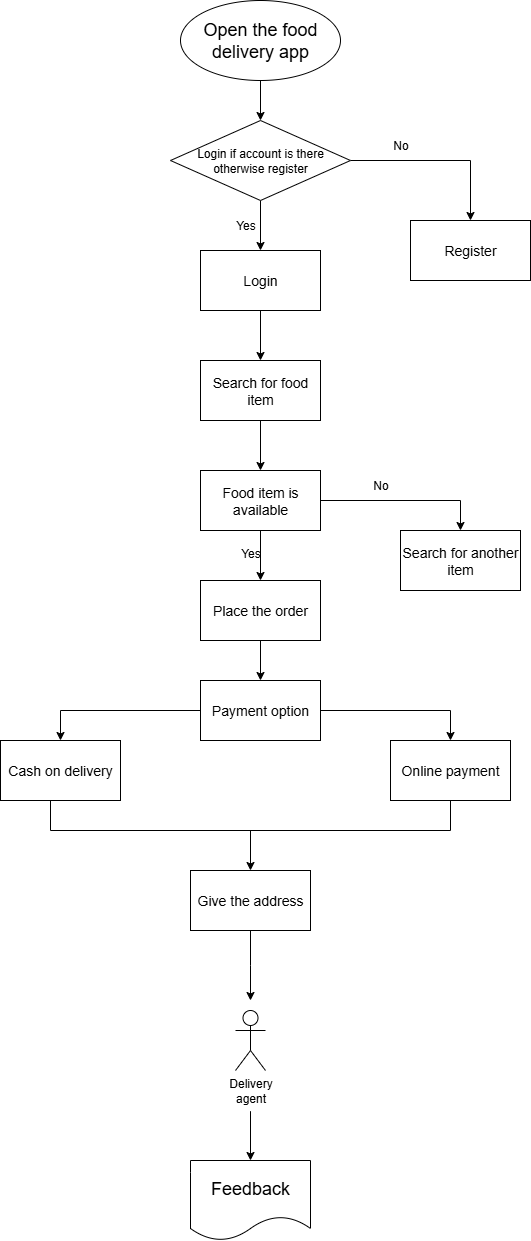 Open the food
delivery app
Login if account is there
otherwise register
No
Yes
Register
Login
Search for food
item
Food item is
available
No
Search for another
item
Yes
Place the order
Payment option
Cash on delivery
Online payment
Give the address
Delivery
agent
Feedback